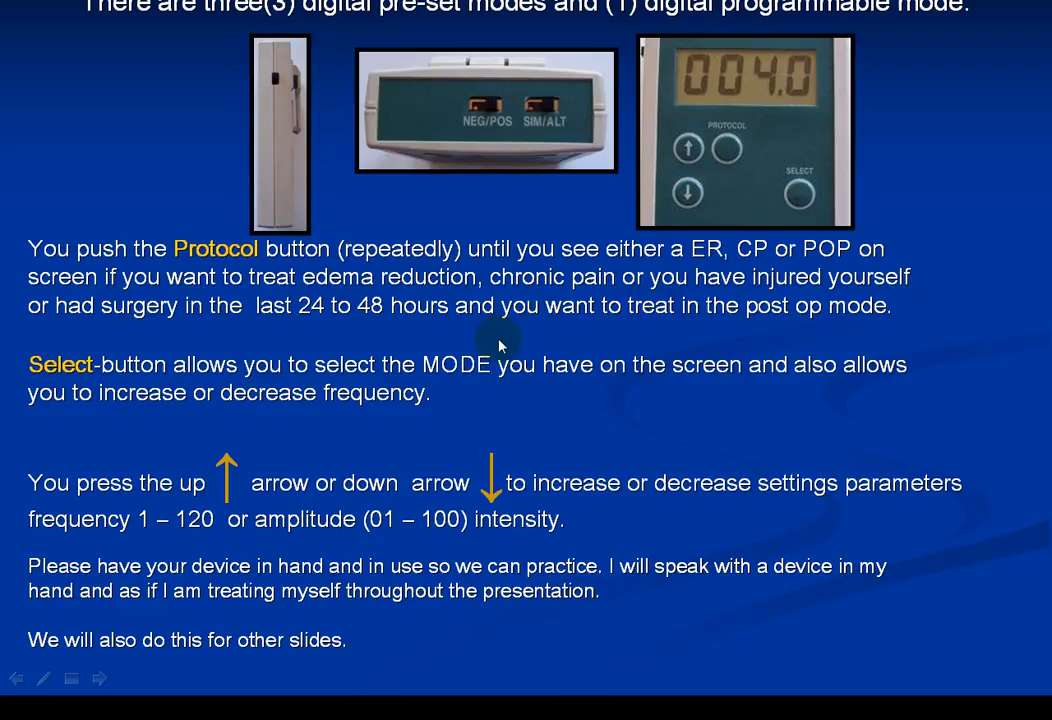 There are three(3) digital pre-set modes and (1) digital programmable mode.
NEG/POS SIM/ALT
004.0
PROTOCOL
SELECT
You push the Protocol button (repeatedly) until you see either a ER, CP or POP on
screen if you want to treat edema reduction, chronic pain or you have injured yourself
or had surgery in the last 24 to 48 hours and you want to treat in the post op mode.
Select-button allows you to select the MODE you have on the screen and also allows
you to increase or decrease frequency.
You press the up ↑ arrow or down arrow ↓ to increase or decrease settings parameters
frequency 1 – 120 or amplitude (01 – 100) intensity.
Please have your device in hand and in use so we can practice. I will speak with a device in my
hand and as if I am treating myself throughout the presentation.
We will also do this for other slides.